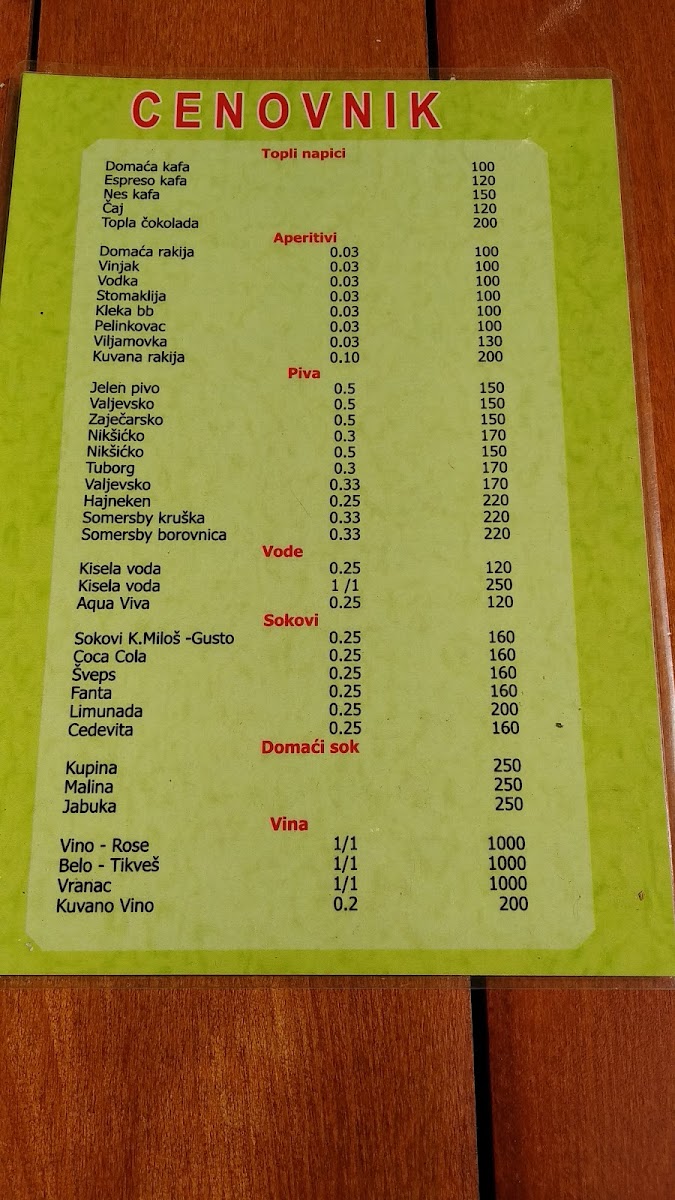 CENOVNIK
Topli napici
Domaća kafa 100
Espreso kafa 120
Nes kafa 150
Čaj 120
Topla čokolada 200
Aperitivi
Domaća rakija 0.03 100
Vinjak 0.03 100
Vodka 0.03 100
Stomaklija 0.03 100
Kleka bb 0.03 100
Pelinkovac 0.03 100
Viljamovka 0.03 130
Kuvana rakija 0.10 200
Piva
Jelen pivo 0.5 150
Valjevsko 0.5 150
Zaječarsko 0.5 150
Nikšićko 0.3 170
Nikšićko 0.5 150
Tuborg 0.3 170
Valjevsko 0.33 170
Hajneken 0.25 220
Somersby kruška 0.33 220
Somersby borovnica 0.33 220
Vode
Kisela voda 0.25 120
Kisela voda 1 /1 250
Aqua Viva 0.25 120
Sokovi
Sokovi K.Miloš -Gusto 0.25 160
Coca Cola 0.25 160
Šveps 0.25 160
Fanta 0.25 160
Limunada 0.25 200
Cedevita 0.25 160
Domaći sok
Kupina 250
Malina 250
Jabuka 250
Vina
Vino - Rose 1/1 1000
Belo - Tikveš 1/1 1000
Vranac 1/1 1000
Kuvano Vino 0.2 200